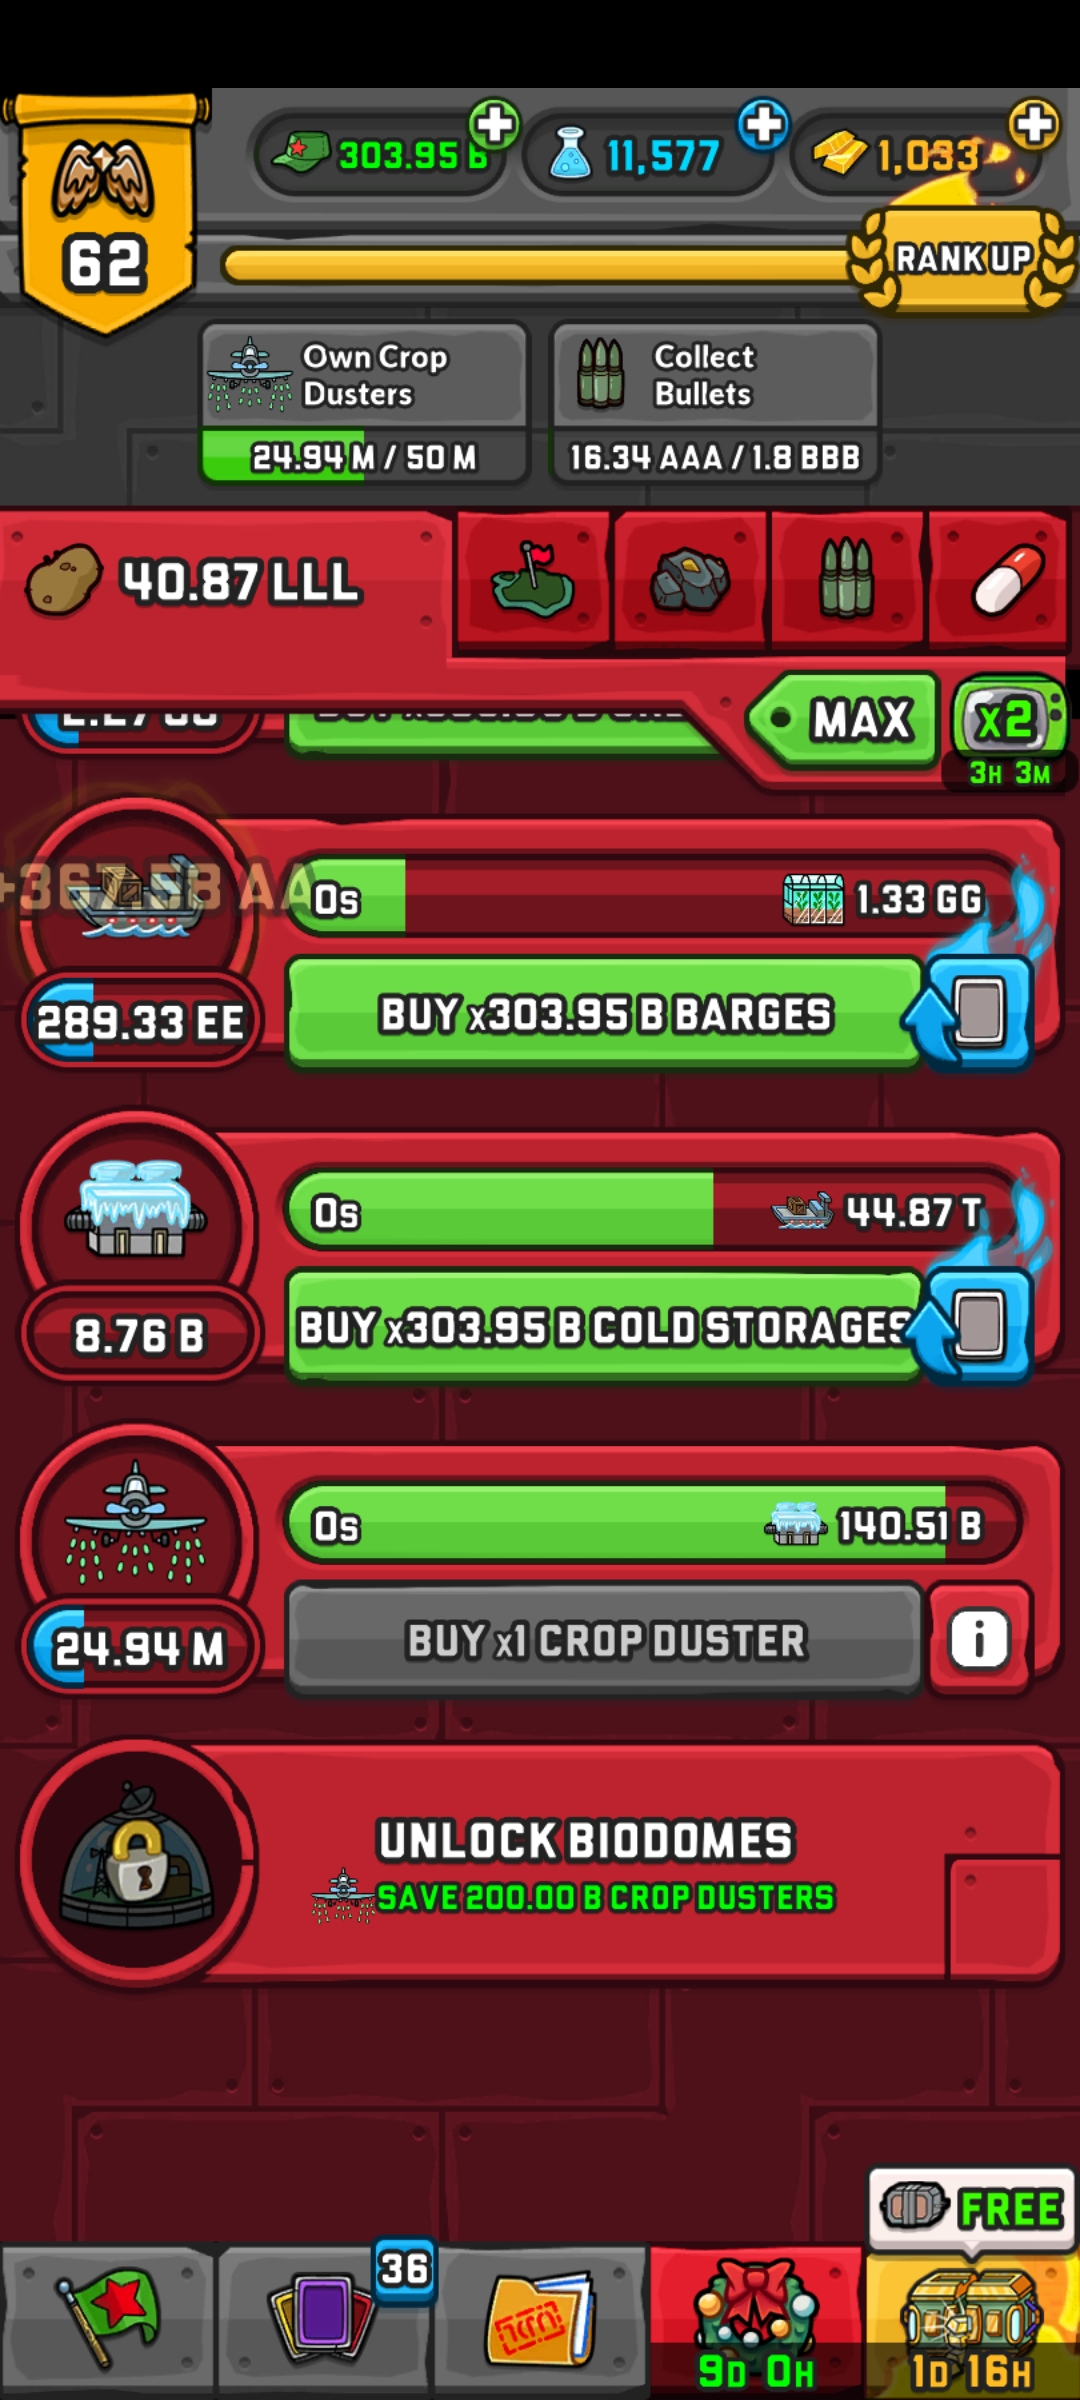 303.95 B
11,577
1,033
62
RANK UP
Own Crop
Dusters
24.94 M / 50 M
Collect
Bullets
16.34 AAA / 1.8 BBB
40.87 LLL
MAX
x2
3H 3M
0s
1.33 GG
289.33 EE
BUY x303.95 B BARGES
0s
44.87 T
8.76 B
BUY x303.95 B COLD STORAGES
0s
140.51 B
24.94 M
BUY x1 CROP DUSTER
i
UNLOCK BIODOMES
SAVE 200.00 B CROP DUSTERS
FREE
36
9D 0H
1D 16H